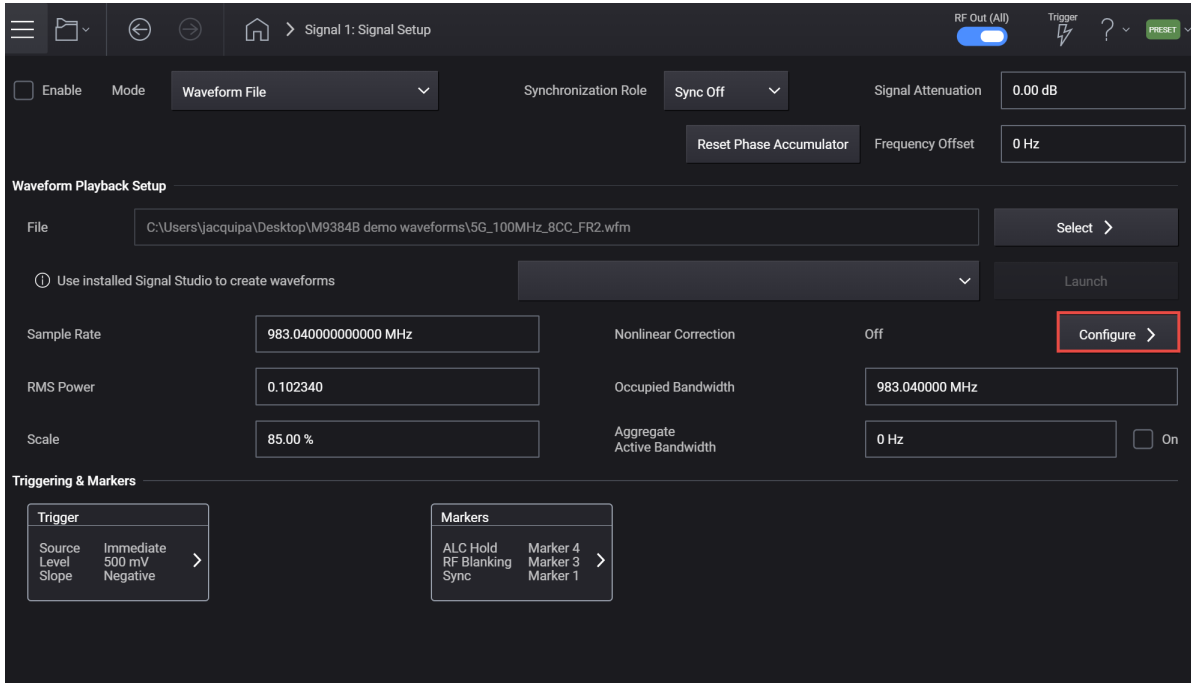 Signal 1: Signal Setup
RF Out (All)
Trigger
PRESET
Enable
Mode
Waveform File
Synchronization Role
Sync Off
Signal Attenuation
0.00 dB
Reset Phase Accumulator
Frequency Offset
0 Hz
Waveform Playback Setup
File
C:\Users\jacquipa\Desktop\M9384B demo waveforms\5G_100MHz_8CC_FR2.wfm
Select
Use installed Signal Studio to create waveforms
Launch
Sample Rate
983.040000000000 MHz
Nonlinear Correction
Off
Configure
RMS Power
0.102340
Occupied Bandwidth
983.040000 MHz
Scale
85.00 %
Aggregate
Active Bandwidth
0 Hz
On
Triggering & Markers
Trigger
Source Immediate
Level 500 mV
Slope Negative
Markers
ALC Hold Marker 4
RF Blanking Marker 3
Sync Marker 1